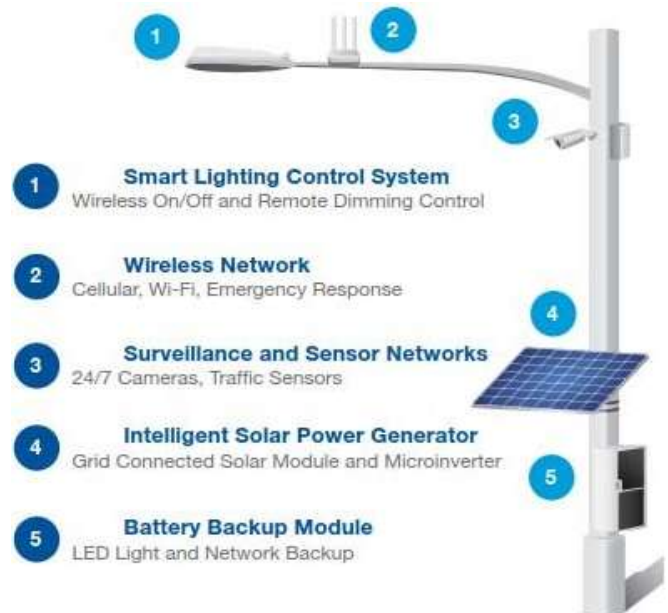 1
2
3
1
Smart Lighting Control System
Wireless On/Off and Remote Dimming Control
2
Wireless Network
Cellular, Wi-Fi, Emergency Response
3
Surveillance and Sensor Networks
24/7 Cameras, Traffic Sensors
4
4
Intelligent Solar Power Generator
Grid Connected Solar Module and Microinverter
5
5
Battery Backup Module
LED Light and Network Backup